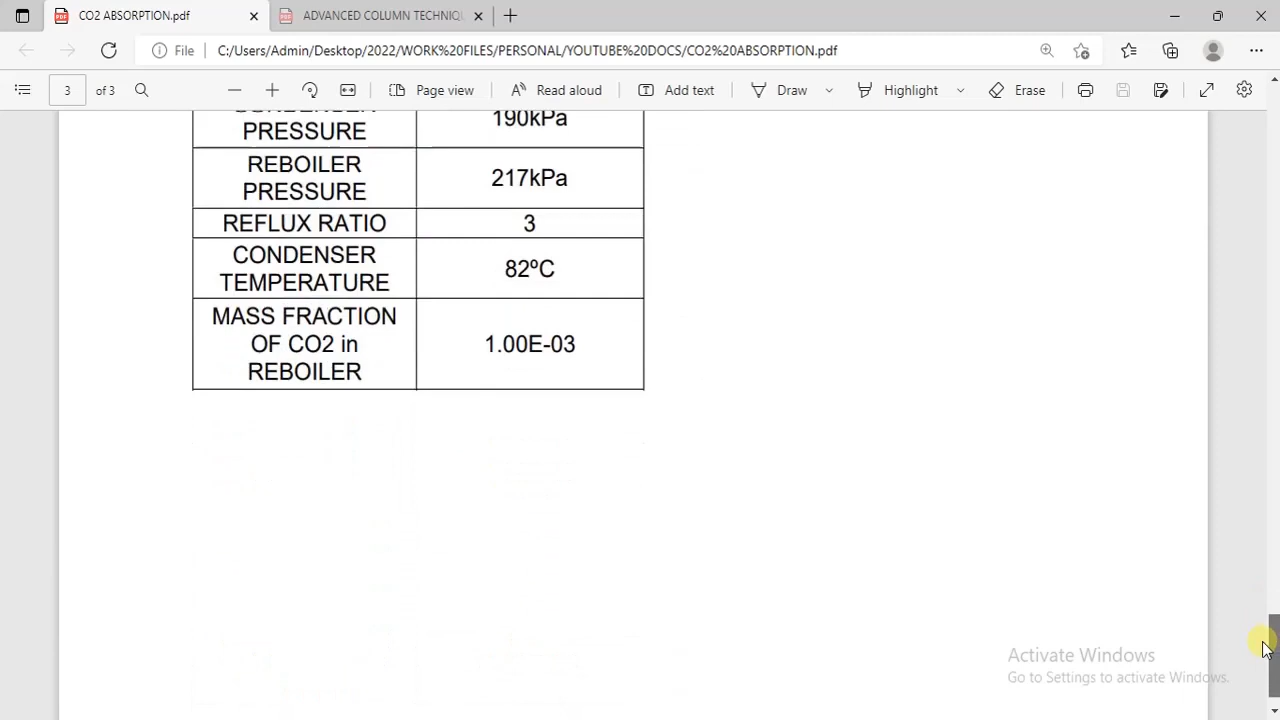 CO2 ABSORPTION.pdf
ADVANCED COLUMN TECHNIQU
File
C:/Users/Admin/Desktop/2022/WORK%20FILES/PERSONAL/YOUTUBE%20DOCS/CO2%20ABSORPTION.pdf
3 of 3
Page view
Read aloud
Add text
Draw
Highlight
Erase
CONDENSER
PRESSURE
190kPa
REBOILER
PRESSURE
217kPa
REFLUX RATIO
3
CONDENSER
TEMPERATURE
82ºC
MASS FRACTION
OF CO2 in
REBOILER
1.00E-03
Activate Windows
Go to Settings to activate Windows.